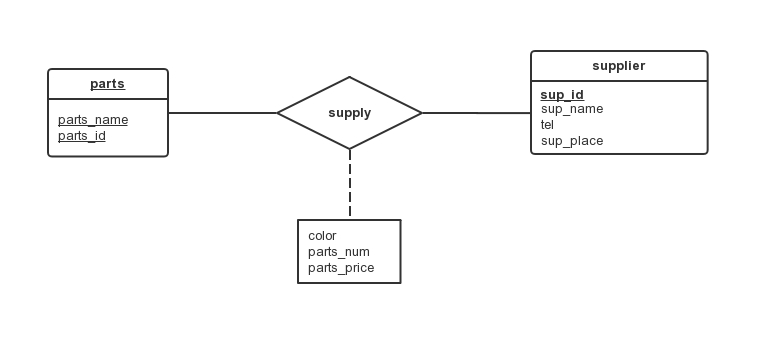 parts
parts_name
parts_id
supply
supplier
sup_id
sup_name
tel
sup_place
color
parts_num
parts_price